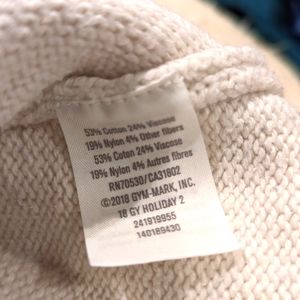 53% Cotton 24% Viscose
19% Nylon 4% Other fibers
53% Coton 24% Viscose
19% Nylon 4% Autres fibres
RN70530/CA31802
©2018 GYM-MARK, INC.
18 GY HOLIDAY 2
241919955
140189430